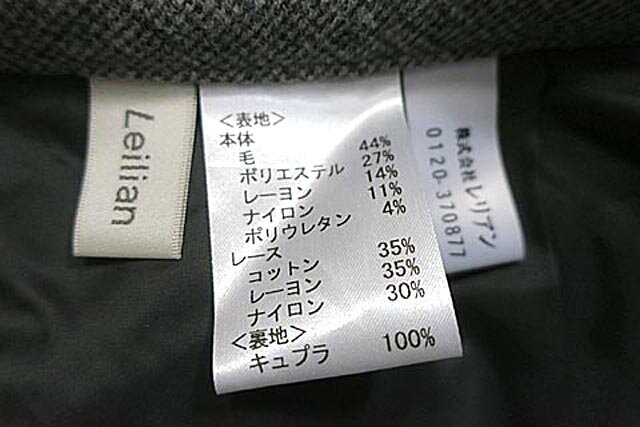 Leilian
<表地>
本体
毛 44%
ポリエステル 27%
レーヨン 14%
ナイロン 11%
ポリウレタン 4%
レース
コットン 35%
レーヨン 35%
ナイロン 30%
<裏地>
キュプラ 100%
株式会社レリアン
0120-370877